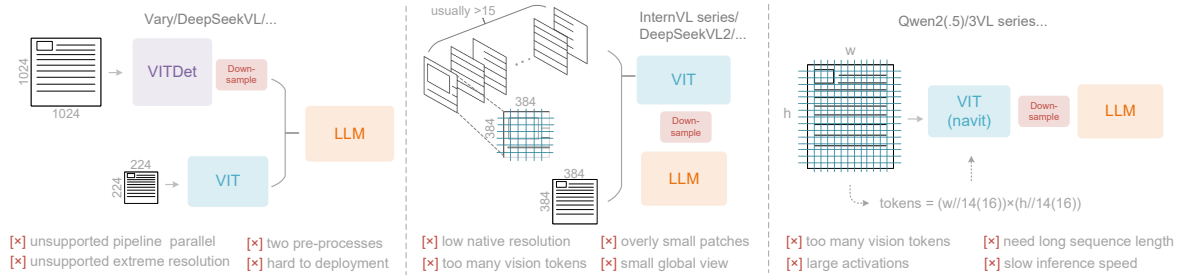 Vary/DeepSeekVL/...
1024
1024
VITDet
Down-
sample
LLM
224
224
VIT
[×] unsupported pipeline parallel
[×] two pre-processes
[×] unsupported extreme resolution
[×] hard to deployment
usually >15
InternVL series/
DeepSeekVL2/...
384
384
384
384
VIT
Down-
sample
LLM
[×] low native resolution
[×] overly small patches
[×] too many vision tokens
[×] small global view
Qwen2(.5)/3VL series...
w
h
VIT
(navit)
Down-
sample
LLM
tokens = (w//14(16))×(h//14(16))
[×] too many vision tokens
[×] need long sequence length
[×] large activations
[×] slow inference speed